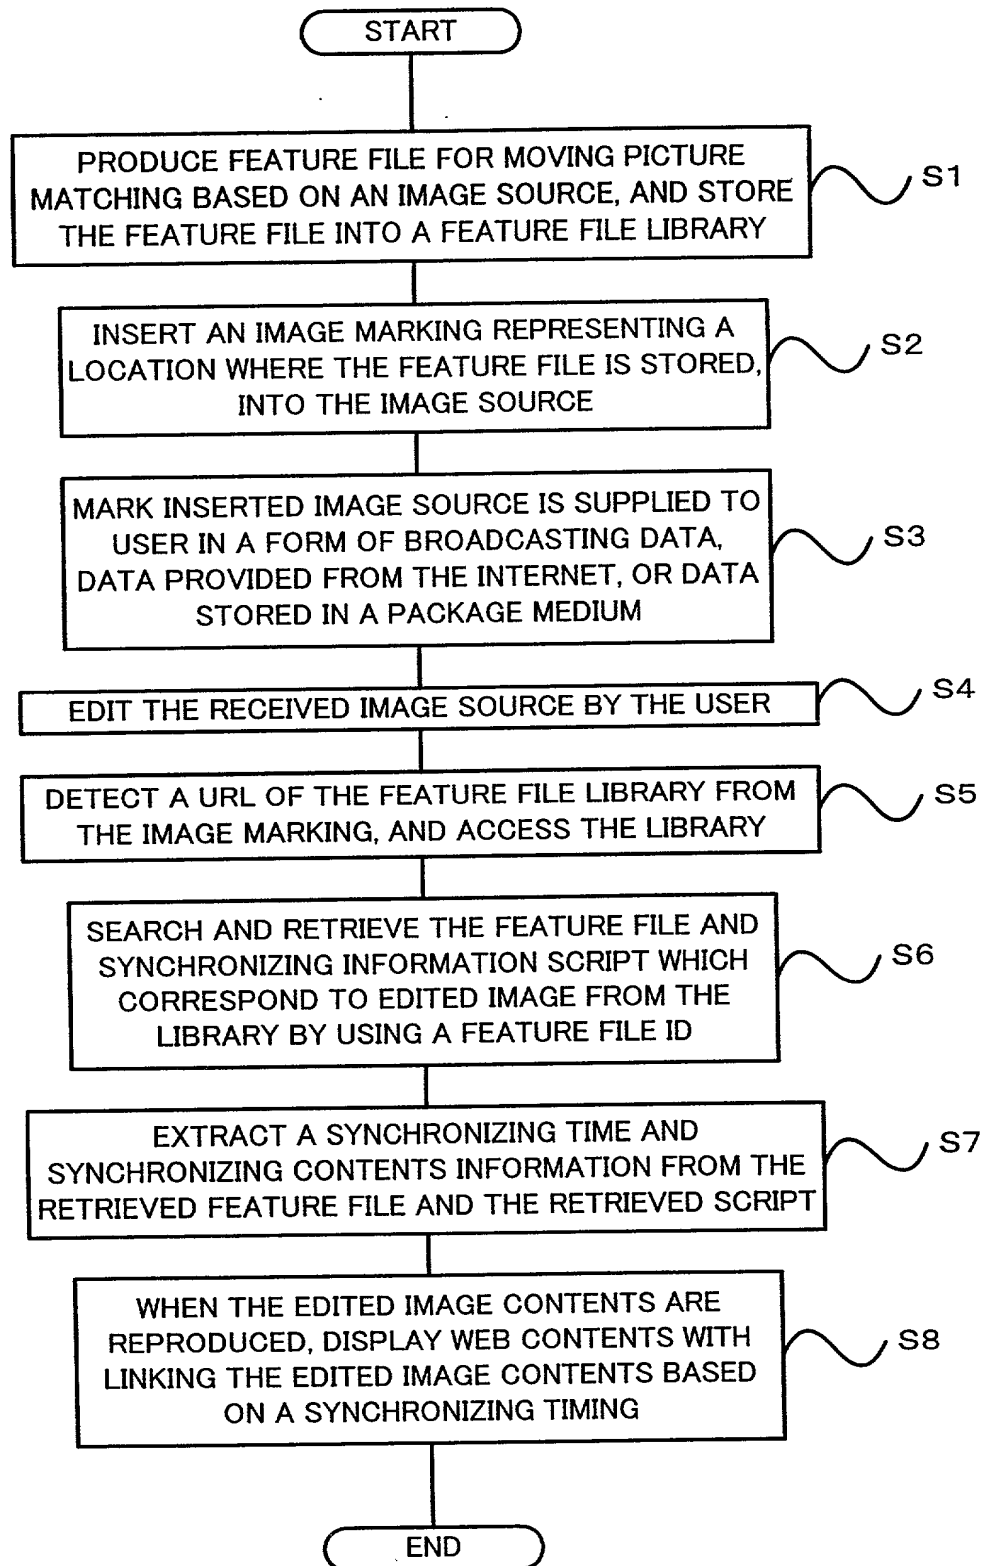 START
PRODUCE FEATURE FILE FOR MOVING PICTURE
MATCHING BASED ON AN IMAGE SOURCE, AND STORE
THE FEATURE FILE INTO A FEATURE FILE LIBRARY
S1
INSERT AN IMAGE MARKING REPRESENTING A
LOCATION WHERE THE FEATURE FILE IS STORED,
INTO THE IMAGE SOURCE
S2
MARK INSERTED IMAGE SOURCE IS SUPPLIED TO
USER IN A FORM OF BROADCASTING DATA,
DATA PROVIDED FROM THE INTERNET, OR DATA
STORED IN A PACKAGE MEDIUM
S3
EDIT THE RECEIVED IMAGE SOURCE BY THE USER
S4
DETECT A URL OF THE FEATURE FILE LIBRARY FROM
THE IMAGE MARKING, AND ACCESS THE LIBRARY
S5
SEARCH AND RETRIEVE THE FEATURE FILE AND
SYNCHRONIZING INFORMATION SCRIPT WHICH
CORRESPOND TO EDITED IMAGE FROM THE
LIBRARY BY USING A FEATURE FILE ID
S6
EXTRACT A SYNCHRONIZING TIME AND
SYNCHRONIZING CONTENTS INFORMATION FROM THE
RETRIEVED FEATURE FILE AND THE RETRIEVED SCRIPT
S7
WHEN THE EDITED IMAGE CONTENTS ARE
REPRODUCED, DISPLAY WEB CONTENTS WITH
LINKING THE EDITED IMAGE CONTENTS BASED
ON A SYNCHRONIZING TIMING
S8
END